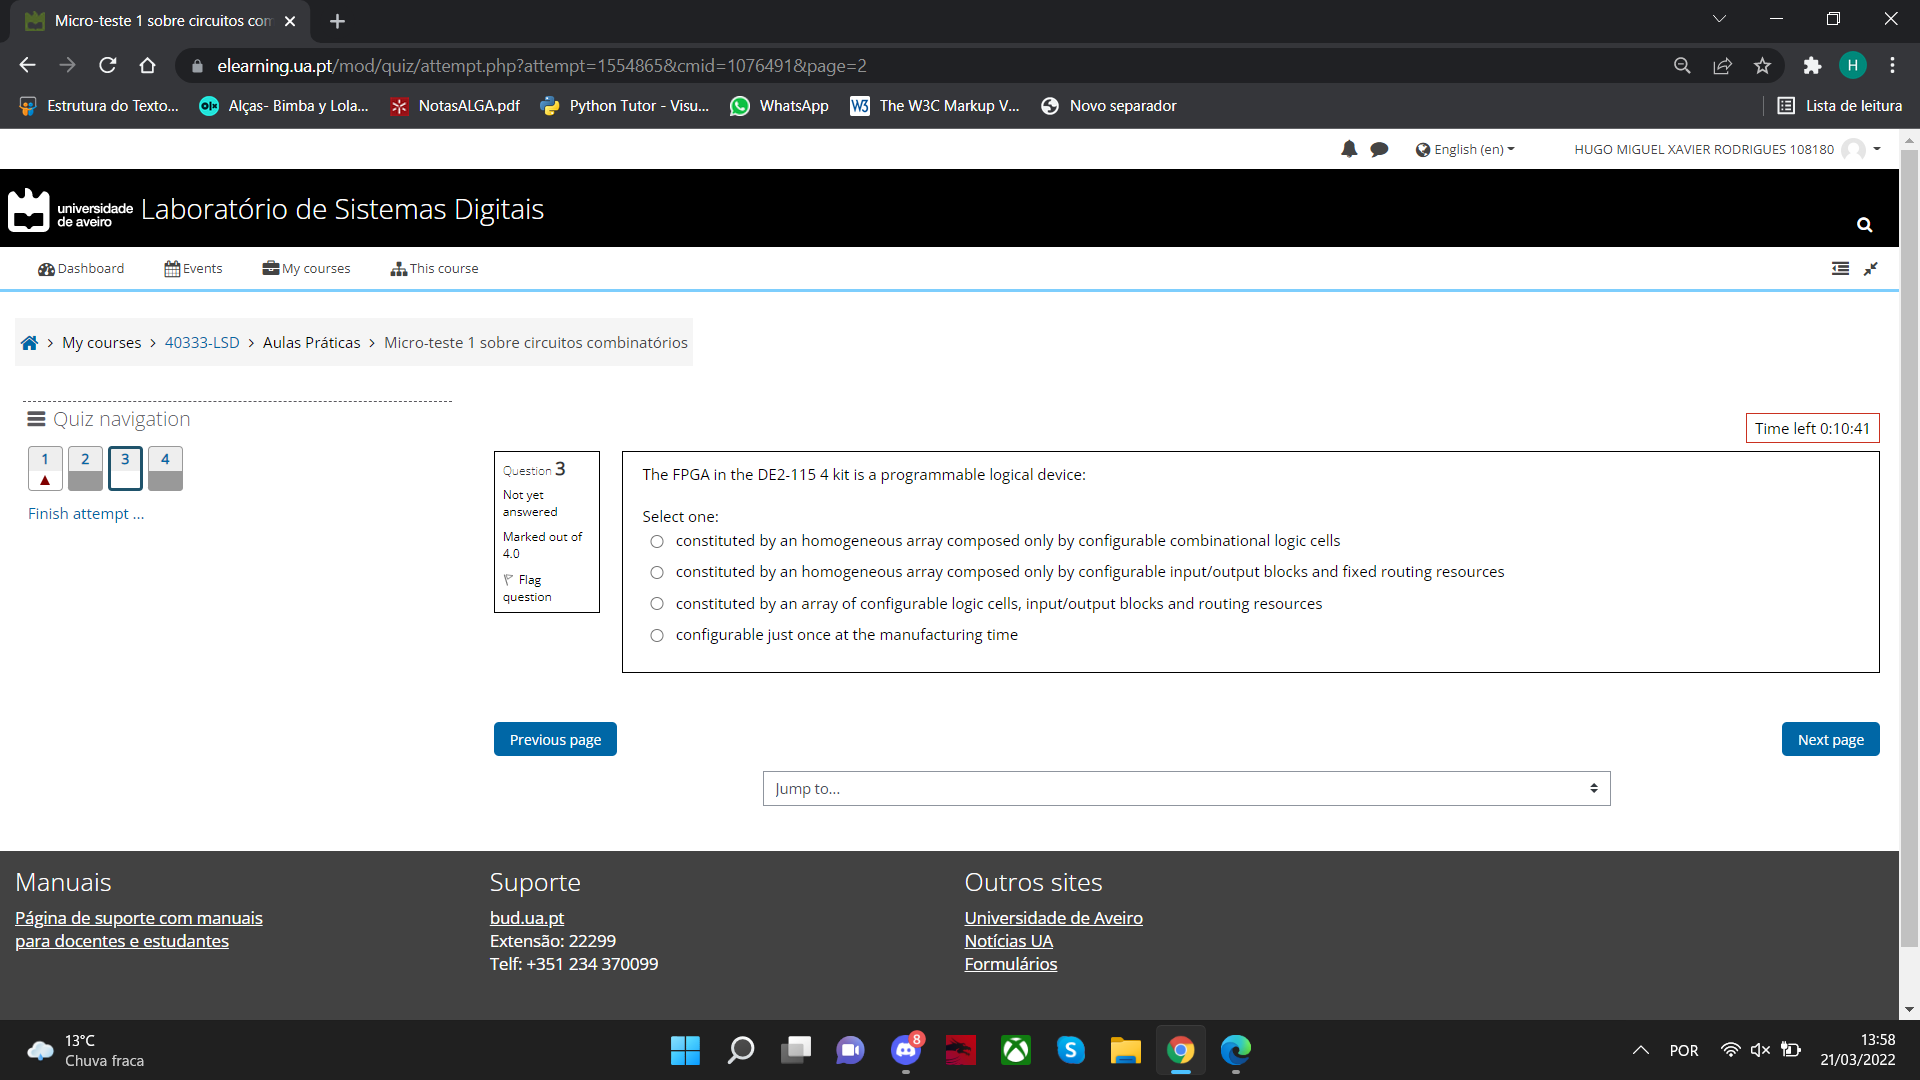 Micro-teste 1 sobre circuitos com
elearning.ua.pt/mod/quiz/attempt.php?attempt=1554865&cmid=1076491&page=2
H
Estrutura do Texto...
Alças- Bimba y Lola...
NotasALGA.pdf
Python Tutor - Visu...
WhatsApp
The W3C Markup V...
Novo separador
Lista de leitura
English (en)
HUGO MIGUEL XAVIER RODRIGUES 108180
universidade
de aveiro
Laboratório de Sistemas Digitais
Dashboard
Events
My courses
This course
My courses > 40333-LSD > Aulas Práticas > Micro-teste 1 sobre circuitos combinatórios
Quiz navigation
1 2 3 4
Finish attempt ...
Time left 0:10:41
Question 3
Not yet
answered
Marked out of
4.0
Flag
question
The FPGA in the DE2-115 4 kit is a programmable logical device:
Select one:
constituted by an homogeneous array composed only by configurable combinational logic cells
constituted by an homogeneous array composed only by configurable input/output blocks and fixed routing resources
constituted by an array of configurable logic cells, input/output blocks and routing resources
configurable just once at the manufacturing time
Previous page
Next page
Jump to...
Manuais
Página de suporte com manuais
para docentes e estudantes
Suporte
bud.ua.pt
Extensão: 22299
Telf: +351 234 370099
Outros sites
Universidade de Aveiro
Notícias UA
Formulários
13°C
Chuva fraca
8
POR
13:58
21/03/2022